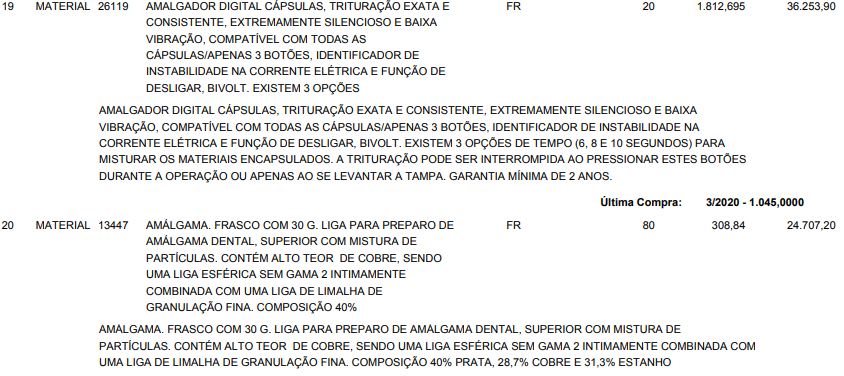 19 MATERIAL 26119 AMALGADOR DIGITAL CÁPSULAS, TRITURAÇÃO EXATA E FR 20 1.812,695 36.253,90
CONSISTENTE, EXTREMAMENTE SILENCIOSO E BAIXA
VIBRAÇÃO, COMPATÍVEL COM TODAS AS
CÁPSULAS/APENAS 3 BOTÕES, IDENTIFICADOR DE
INSTABILIDADE NA CORRENTE ELÉTRICA E FUNÇÃO DE
DESLIGAR, BIVOLT. EXISTEM 3 OPÇÕES
AMALGADOR DIGITAL CÁPSULAS, TRITURAÇÃO EXATA E CONSISTENTE, EXTREMAMENTE SILENCIOSO E BAIXA
VIBRAÇÃO, COMPATÍVEL COM TODAS AS CÁPSULAS/APENAS 3 BOTÕES, IDENTIFICADOR DE INSTABILIDADE NA
CORRENTE ELÉTRICA E FUNÇÃO DE DESLIGAR, BIVOLT. EXISTEM 3 OPÇÕES DE TEMPO (6, 8 E 10 SEGUNDOS) PARA
MISTURAR OS MATERIAIS ENCAPSULADOS. A TRITURAÇÃO PODE SER INTERROMPIDA AO PRESSIONAR ESTES BOTÕES
DURANTE A OPERAÇÃO OU APENAS AO SE LEVANTAR A TAMPA. GARANTIA MÍNIMA DE 2 ANOS.
Última Compra: 3/2020 - 1.045,0000
20 MATERIAL 13447 AMÁLGAMA. FRASCO COM 30 G. LIGA PARA PREPARO DE FR 80 308,84 24.707,20
AMÁLGAMA DENTAL, SUPERIOR COM MISTURA DE
PARTÍCULAS. CONTÉM ALTO TEOR DE COBRE, SENDO
UMA LIGA ESFÉRICA SEM GAMA 2 INTIMAMENTE
COMBINADA COM UMA LIGA DE LIMALHA DE
GRANULAÇÃO FINA. COMPOSIÇÃO 40%
AMÁLGAMA. FRASCO COM 30 G. LIGA PARA PREPARO DE AMÁLGAMA DENTAL, SUPERIOR COM MISTURA DE
PARTÍCULAS. CONTÉM ALTO TEOR DE COBRE, SENDO UMA LIGA ESFÉRICA SEM GAMA 2 INTIMAMENTE COMBINADA COM
UMA LIGA DE LIMALHA DE GRANULAÇÃO FINA. COMPOSIÇÃO 40% PRATA, 28,7% COBRE E 31,3% ESTANHO